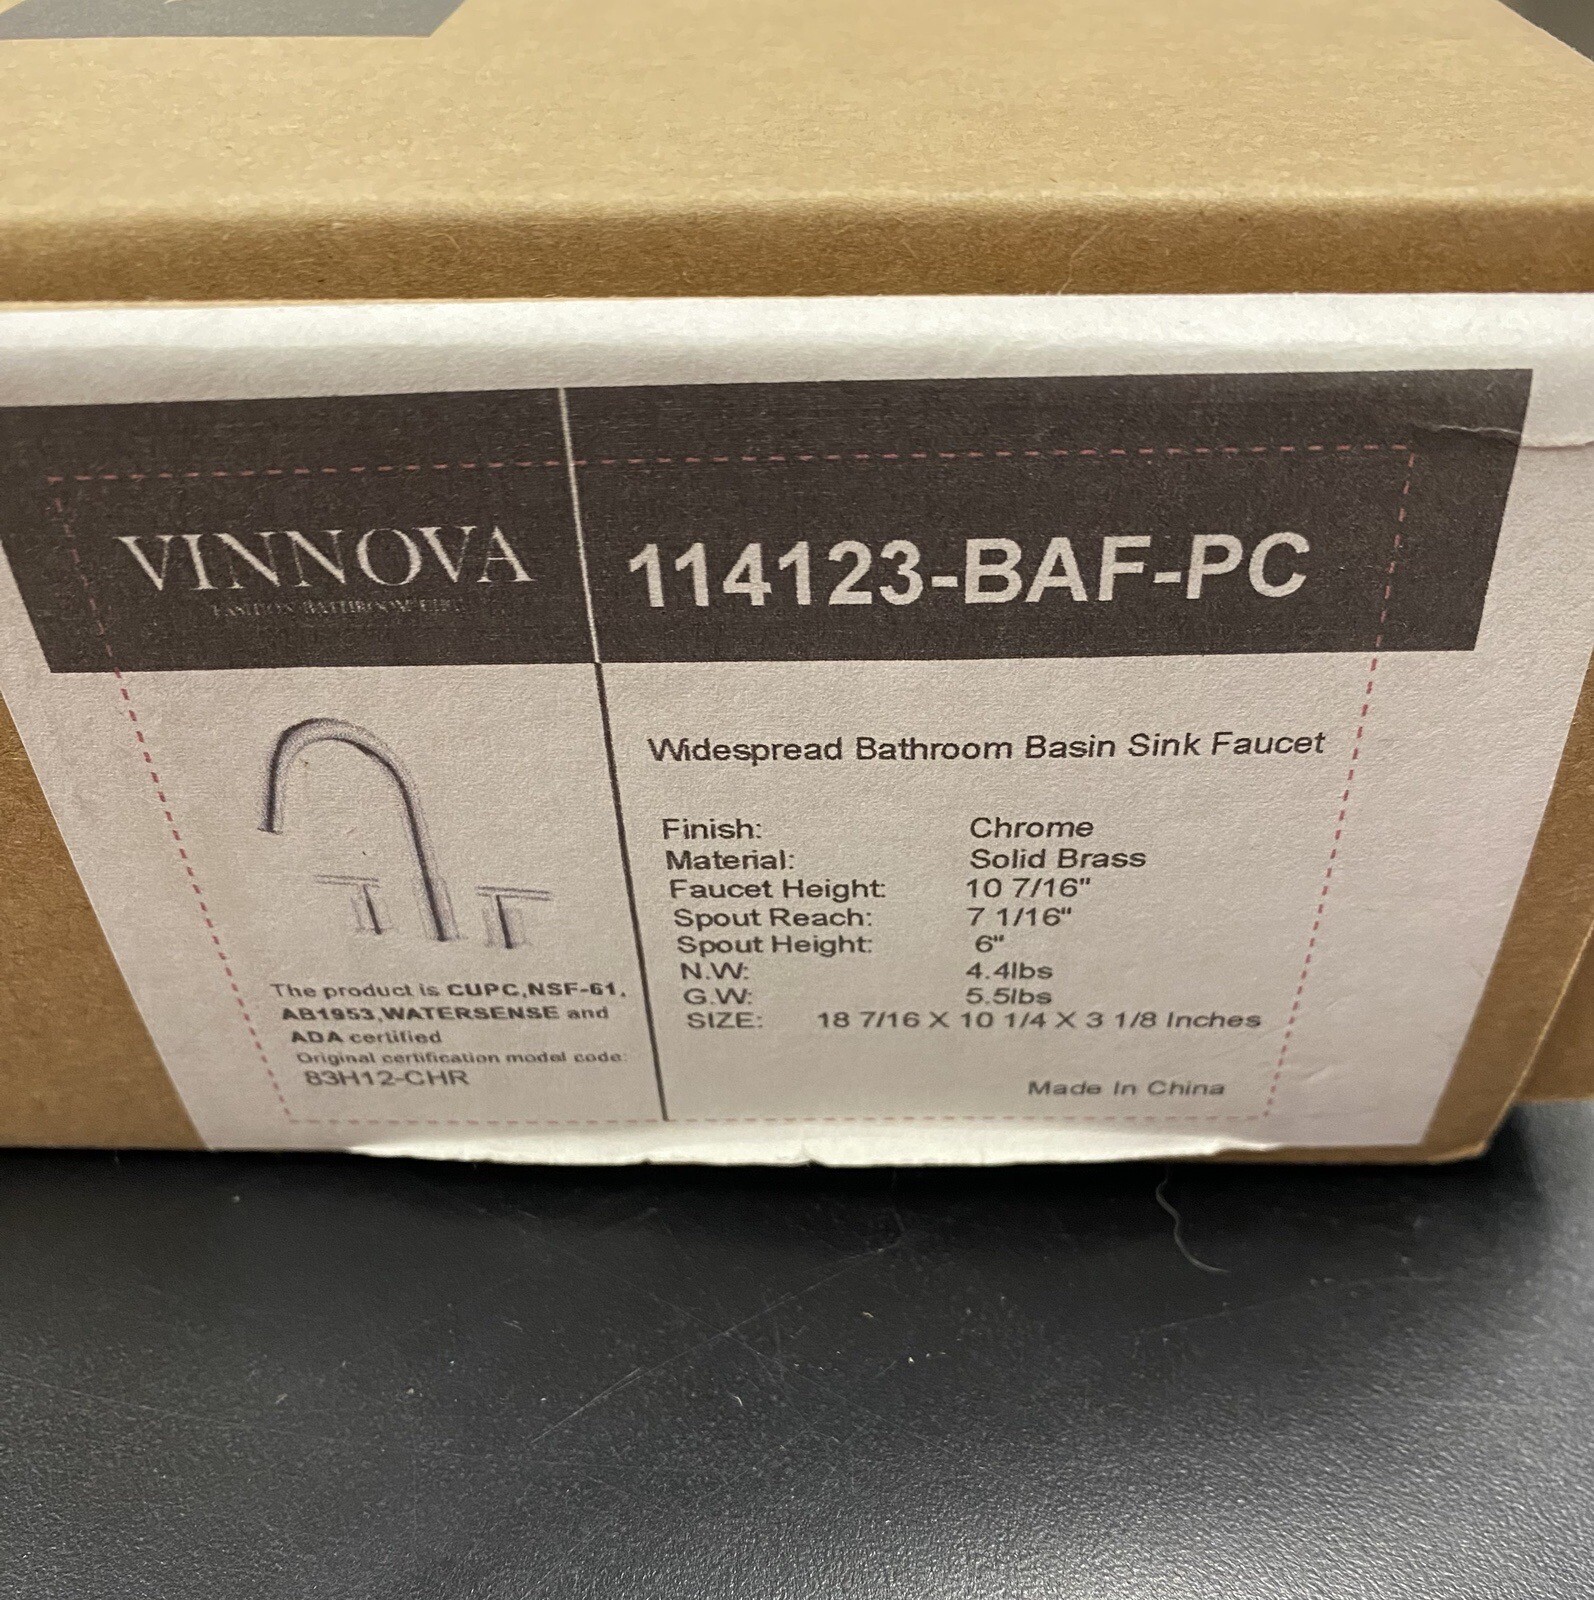 VINNOVA
114123-BAF-PC
Widespread Bathroom Basin Sink Faucet
Finish: Chrome
Material: Solid Brass
Faucet Height: 10 7/16"
Spout Reach: 7 1/16"
Spout Height: 6"
N.W: 4.4lbs
G.W: 5.5lbs
SIZE: 18 7/16 X 10 1/4 X 3 1/8 Inches
Made In China
The product is CUPC,NSF-61,
AB1953,WATERSENSE and
ADA certified
Original certification model code:
83H12-CHR